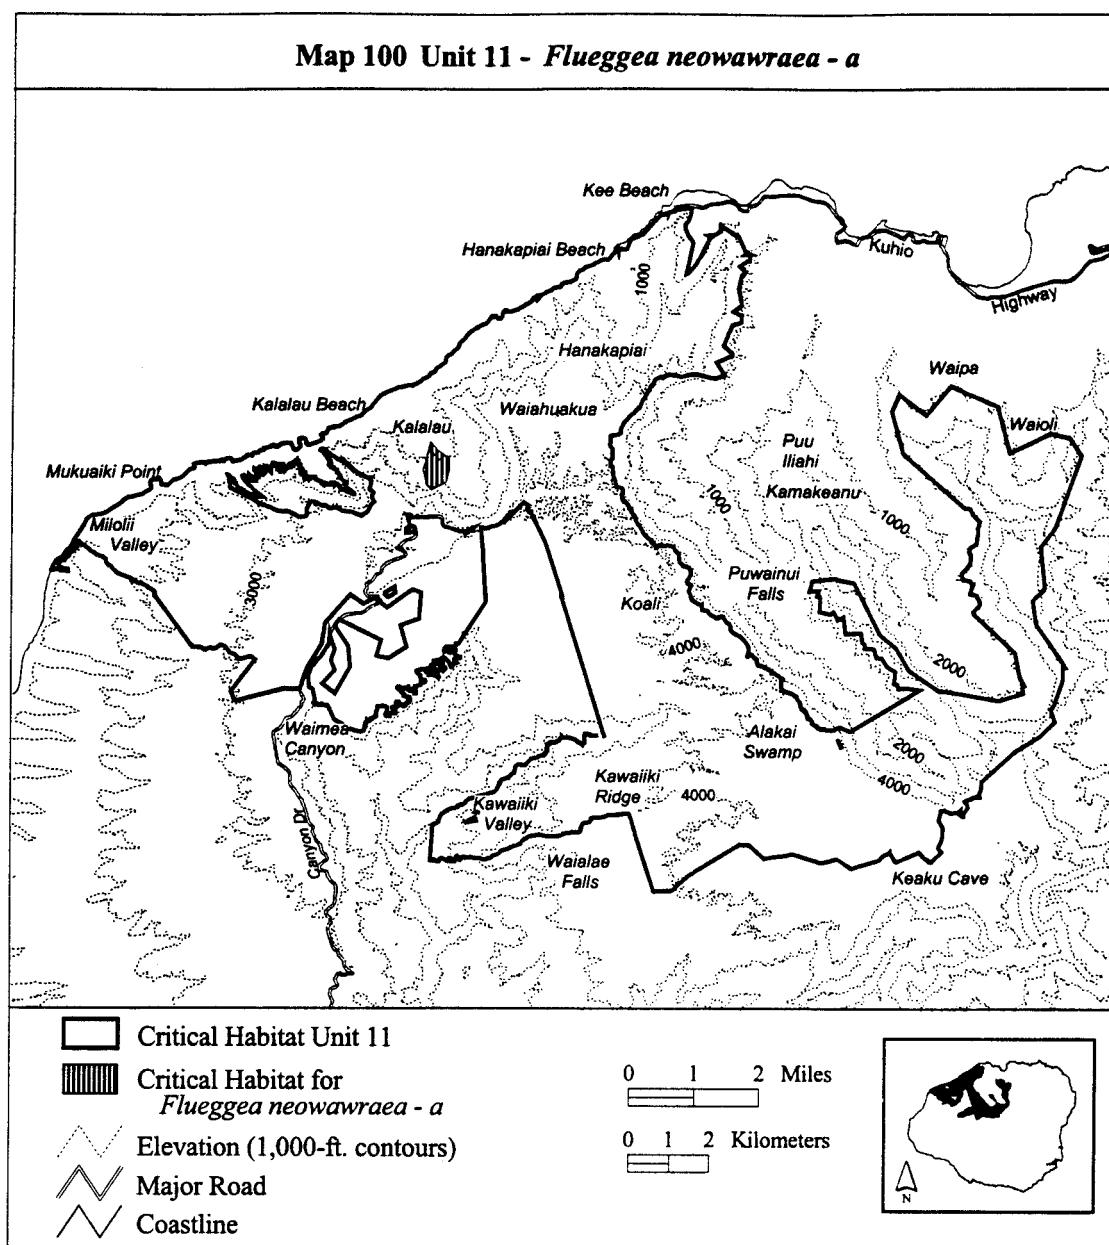 Map 100 Unit 11 - Flueggea neowawraea - a
Kee Beach
Hanakapiai Beach
Kuhio
Highway
1000
Hanakapiai
Waipa
Kalalau Beach
Waiahuakua
Kalalau
Waioli
Puu
Iliahi
Mukuaiki Point
Kamakeanu
1000
1000
Milolii
Valley
3000
Puwainui
Falls
Koali
4000
2000
Waimea
Canyon
Alakai
Swamp
2000
4000
Kawaiiki
Ridge
4000
Kawaiiki
Valley
Canyon Dr
Waialae
Falls
Keaku Cave
Critical Habitat Unit 11
Critical Habitat for
Flueggea neowawraea - a
Elevation (1,000-ft. contours)
Major Road
Coastline
0 1 2 Miles
0 1 2 Kilometers
N